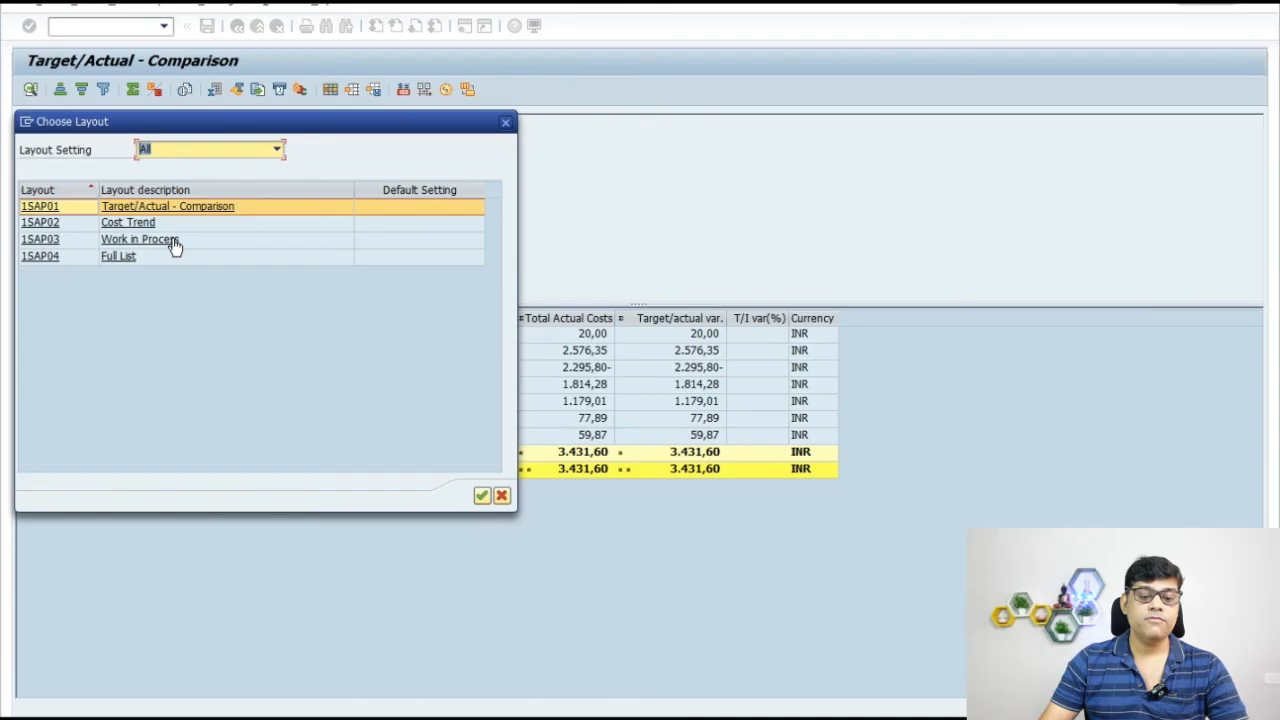 Target/Actual - Comparison
Choose Layout
Layout Setting All
Layout Layout description Default Setting
1SAP01 Target/Actual - Comparison
1SAP02 Cost Trend
1SAP03 Work in Process
1SAP04 Full List
Total Actual Costs Target/actual var. T/I var(%) Currency
20,00 20,00 INR
2.576,35 2.576,35 INR
2.295,80- 2.295,80- INR
1.814,28 1.814,28 INR
1.179,01 1.179,01 INR
77,89 77,89 INR
59,87 59,87 INR
3.431,60 3.431,60 INR
3.431,60 3.431,60 INR